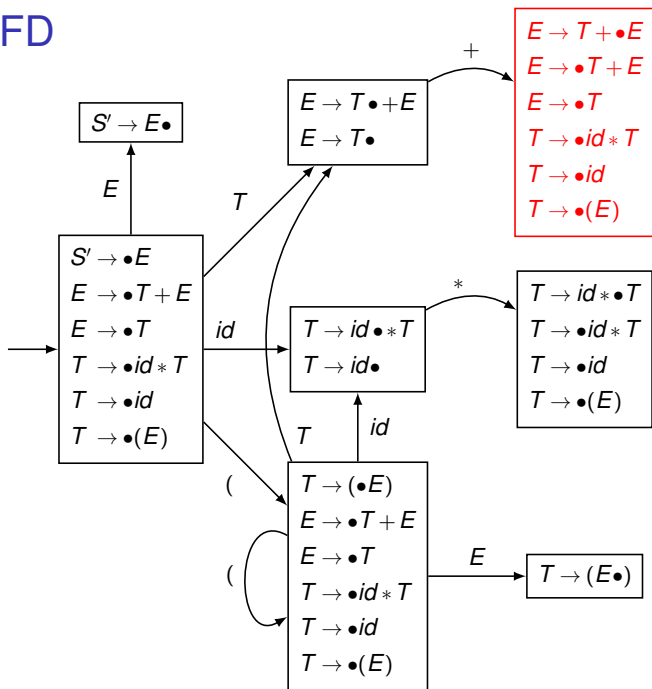 FD
S′ → E•
E
S′ → •E
E → •T + E
E → •T
T → •id ∗ T
T → •id
T → •(E)
T
E → T • +E
E → T•
+
E → T + •E
E → •T + E
E → •T
T → •id ∗ T
T → •id
T → •(E)
id
T → id • ∗T
T → id•
∗
T → id ∗ •T
T → •id ∗ T
T → •id
T → •(E)
T
id
(
(
T → (•E)
E → •T + E
E → •T
T → •id ∗ T
T → •id
T → •(E)
E
T → (E•)